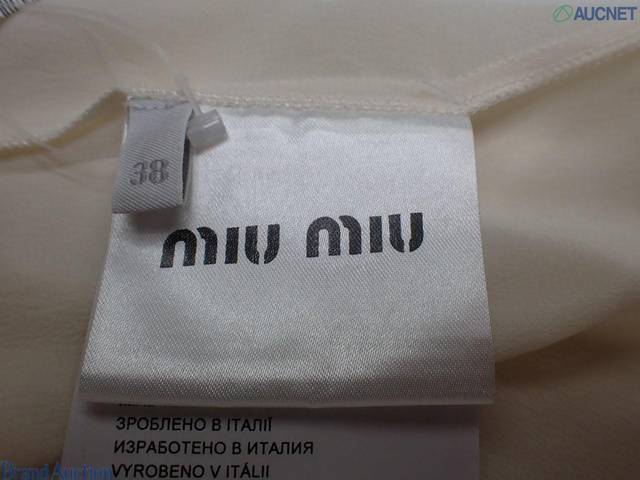 AUCNET
38
miu miu
ЗРОБЛЕНО В ІТАЛІЇ
ИЗРАБОТЕНО В ИТАЛИЯ
VYROBENO V ITÁLII
Brand Auction